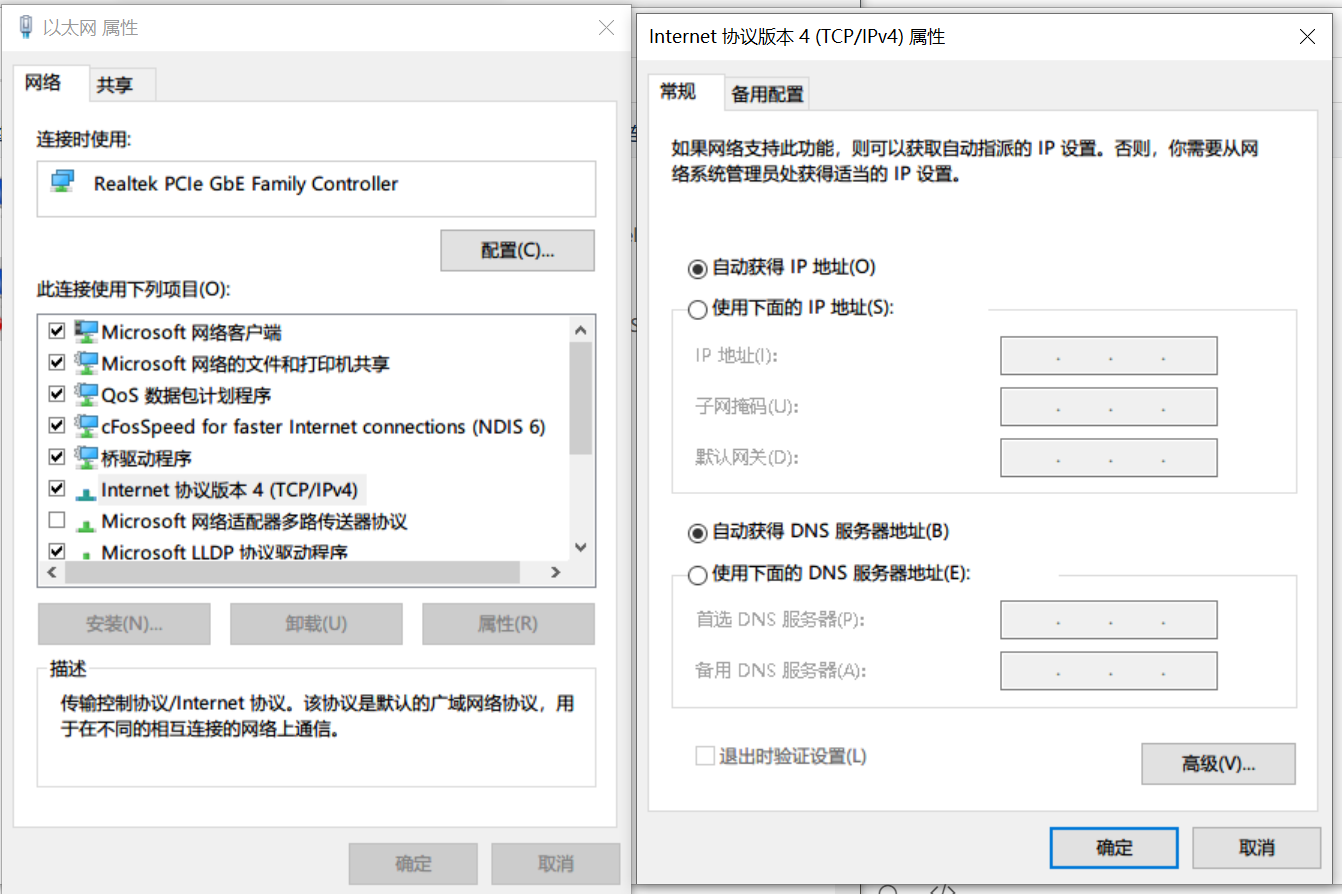 以太网 属性
网络
共享
连接时使用:
Realtek PCIe GbE Family Controller
配置(C)...
此连接使用下列项目(O):
Microsoft 网络客户端
Microsoft 网络的文件和打印机共享
QoS 数据包计划程序
cFosSpeed for faster Internet connections (NDIS 6)
桥驱动程序
Internet 协议版本 4 (TCP/IPv4)
Microsoft 网络适配器多路传送器协议
Microsoft LLDP 协议驱动程序
安装(N)...
卸载(U)
属性(R)
描述
传输控制协议/Internet 协议。该协议是默认的广域网络协议，用
于在不同的相互连接的网络上通信。
确定
取消
Internet 协议版本 4 (TCP/IPv4) 属性
常规
备用配置
如果网络支持此功能，则可以获取自动指派的 IP 设置。否则，你需要从网
络系统管理员处获得适当的 IP 设置。
自动获得 IP 地址(O)
使用下面的 IP 地址(S):
IP 地址(I):
子网掩码(U):
默认网关(D):
自动获得 DNS 服务器地址(B)
使用下面的 DNS 服务器地址(E):
首选 DNS 服务器(P):
备用 DNS 服务器(A):
退出时验证设置(L)
高级(V)...
确定
取消